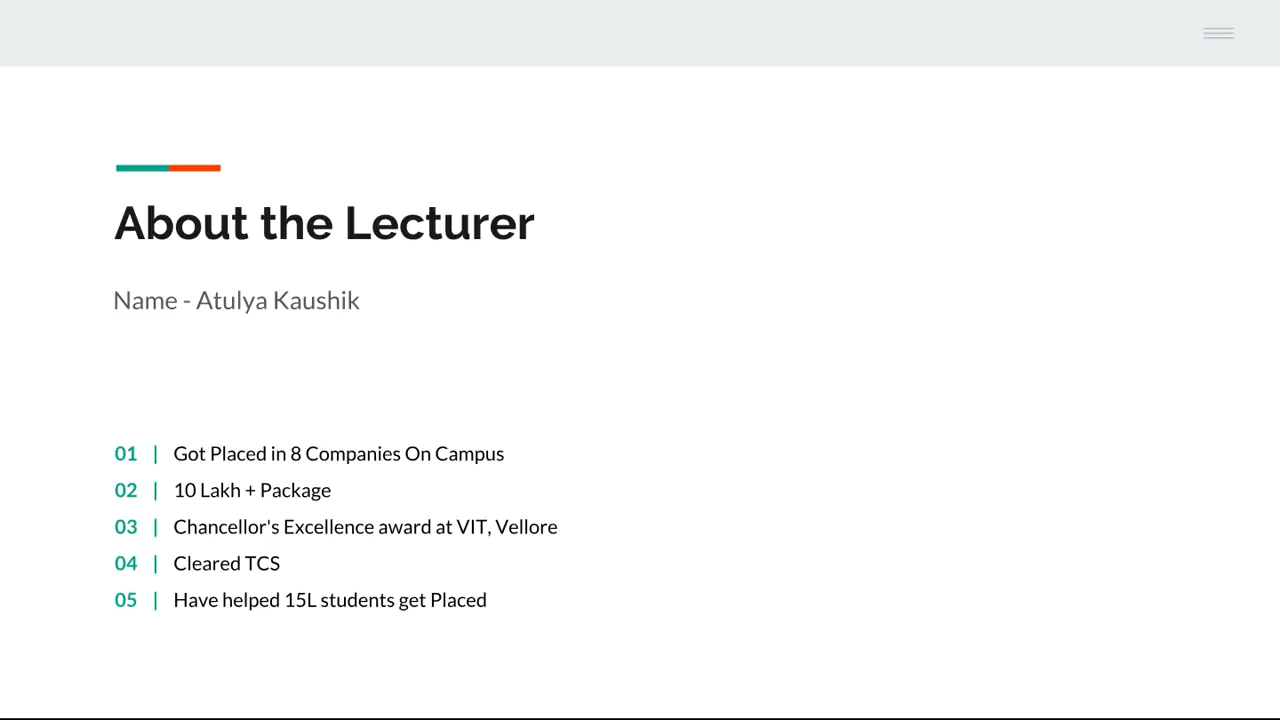 About the Lecturer
Name - Atulya Kaushik
01 | Got Placed in 8 Companies On Campus
02 | 10 Lakh + Package
03 | Chancellor's Excellence award at VIT, Vellore
04 | Cleared TCS
05 | Have helped 15L students get Placed